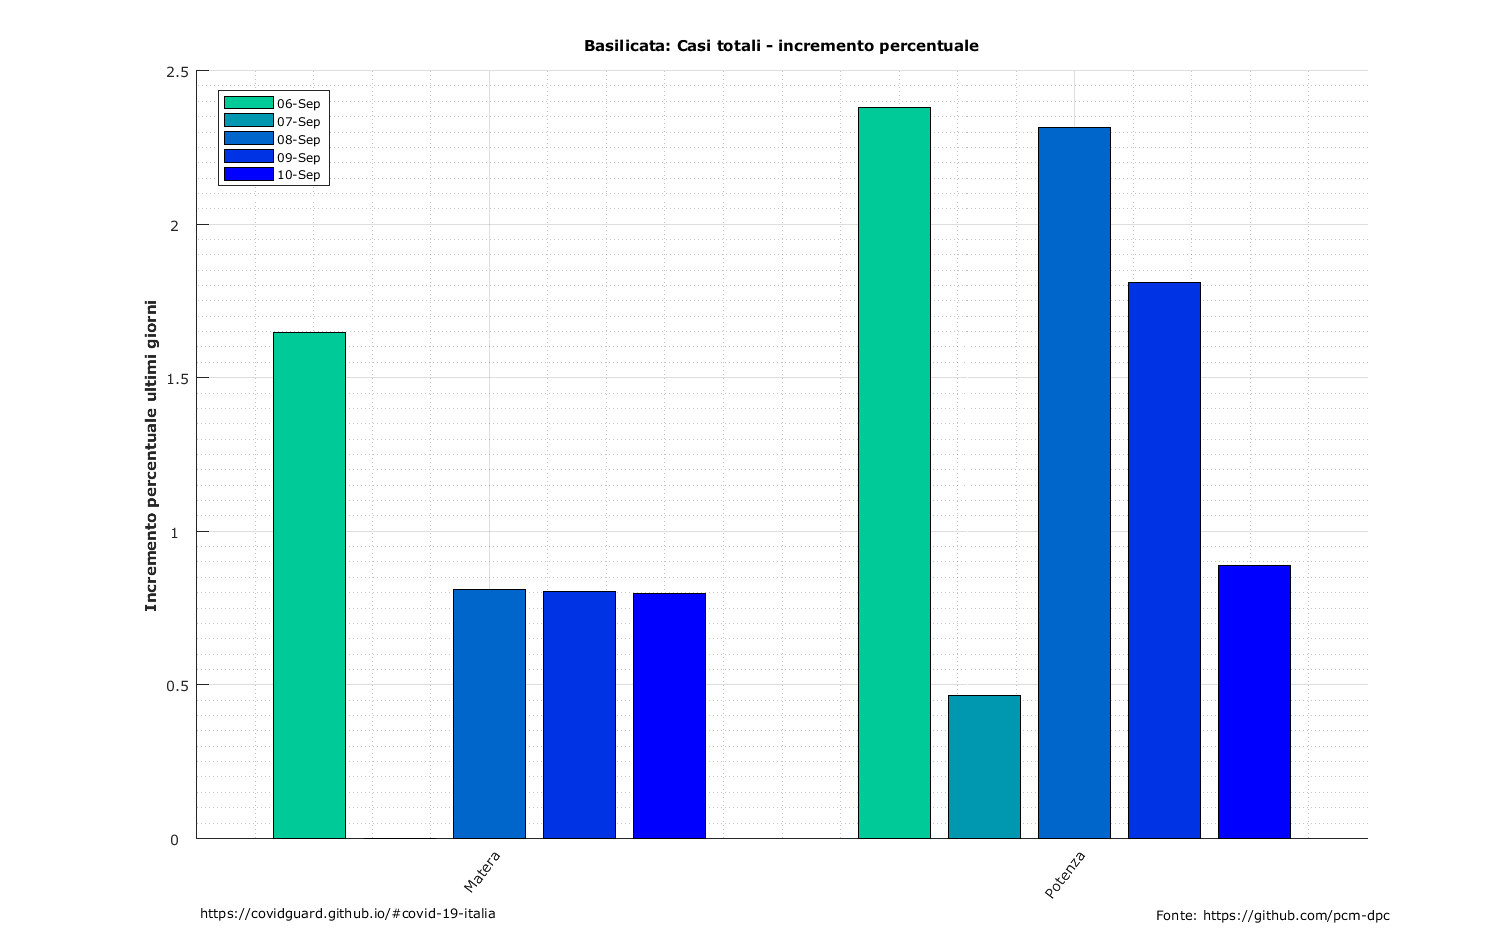 Basilicata: Casi totali - incremento percentuale
2.5
2
1.5
1
0.5
0
Incremento percentuale ultimi giorni
06-Sep
07-Sep
08-Sep
09-Sep
10-Sep
Matera
Potenza
https://covidguard.github.io/#covid-19-italia
Fonte: https://github.com/pcm-dpc